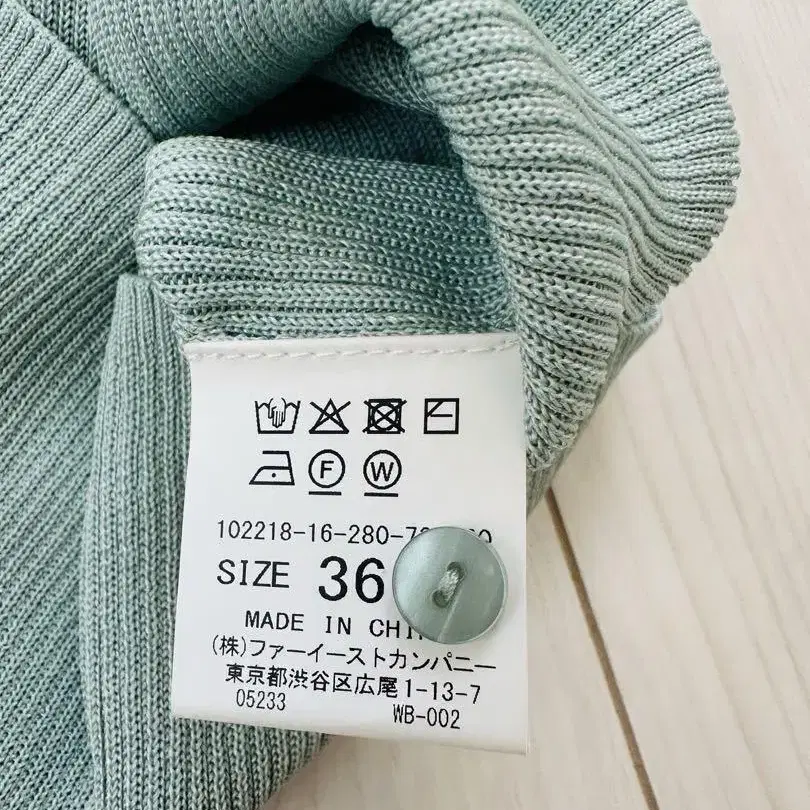 F W
102218-16-280-7
SIZE 36
MADE IN
(株)ファーイーストカンパニー
東京都渋谷区広尾1-13-7
05233 WB-002